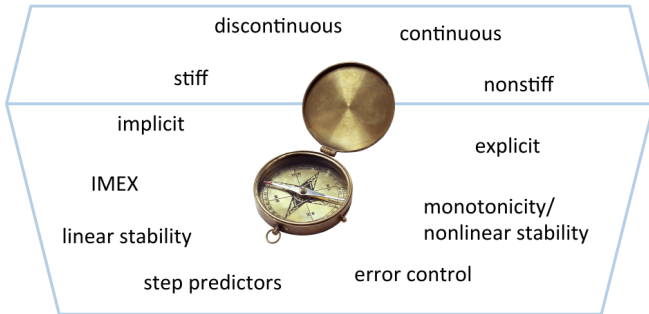 discontinuous
continuous
stiff
nonstiff
implicit
explicit
IMEX
monotonicity/
nonlinear stability
linear stability
step predictors
error control